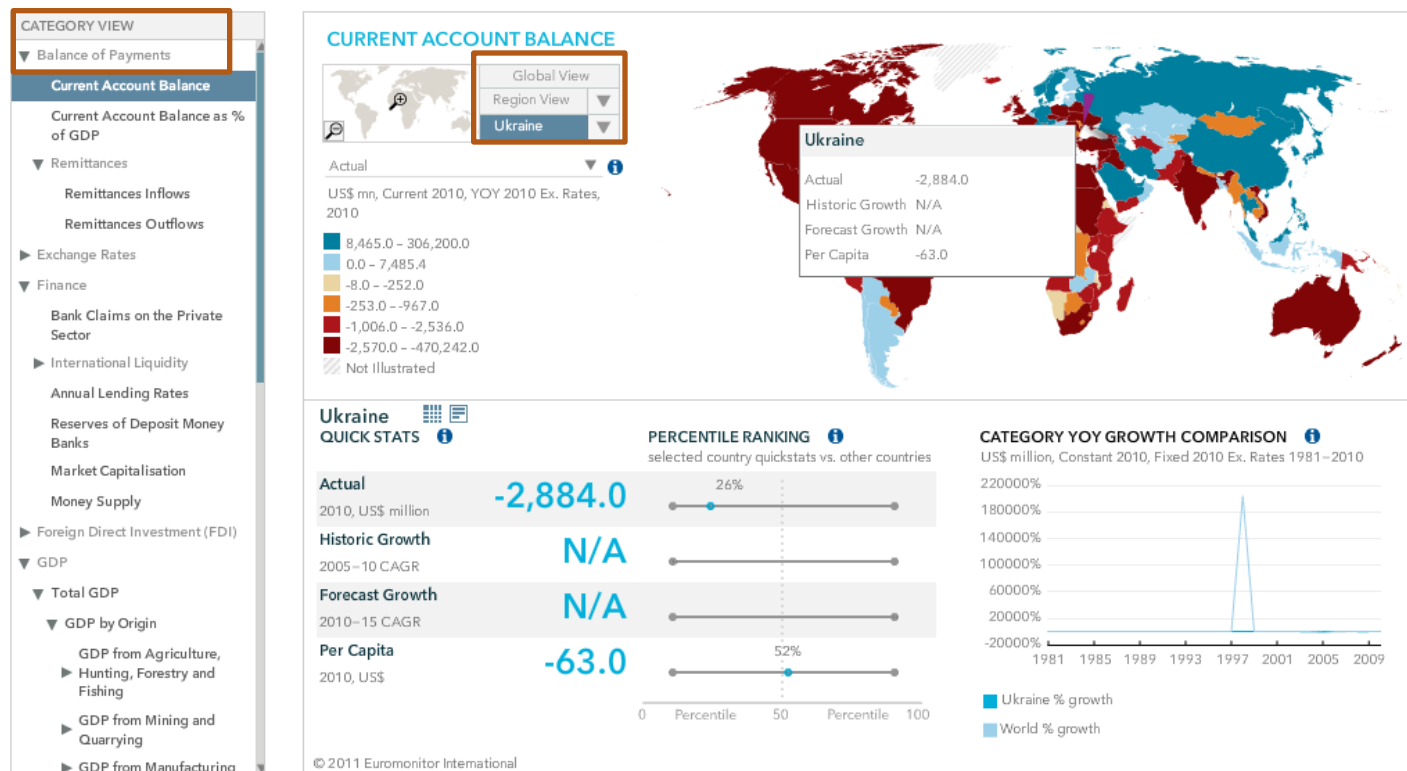 CATEGORY VIEW
Balance of Payments
Current Account Balance
Current Account Balance as %
of GDP
Remittances
Remittances Inflows
Remittances Outflows
Exchange Rates
Finance
Bank Claims on the Private
Sector
International Liquidity
Annual Lending Rates
Reserves of Deposit Money
Banks
Market Capitalisation
Money Supply
Foreign Direct Investment (FDI)
GDP
Total GDP
GDP by Origin
GDP from Agriculture,
Hunting, Forestry and
Fishing
GDP from Mining and
Quarrying
GDP from Manufacturing
CURRENT ACCOUNT BALANCE
Global View
Region View
Ukraine
Actual
US$ mn, Current 2010, YOY 2010 Ex. Rates,
2010
8,465.0 – 306,200.0
0.0 – 7,485.4
-8.0 – -252.0
-253.0 – -967.0
-1,006.0 – -2,536.0
-2,570.0 – -470,242.0
Not Illustrated
Ukraine
Actual -2,884.0
Historic Growth N/A
Forecast Growth N/A
Per Capita -63.0
Ukraine
QUICK STATS
Actual
2010, US$ million
-2,884.0
Historic Growth
2005–10 CAGR
N/A
Forecast Growth
2010–15 CAGR
N/A
Per Capita
2010, US$
-63.0
PERCENTILE RANKING
selected country quickstats vs. other countries
26%
52%
0 Percentile 50 Percentile 100
CATEGORY YOY GROWTH COMPARISON
US$ million, Constant 2010, Fixed 2010 Ex. Rates 1981–2010
220000%
180000%
140000%
100000%
60000%
20000%
-20000%
1981 1985 1989 1993 1997 2001 2005 2009
Ukraine % growth
World % growth
© 2011 Euromonitor International